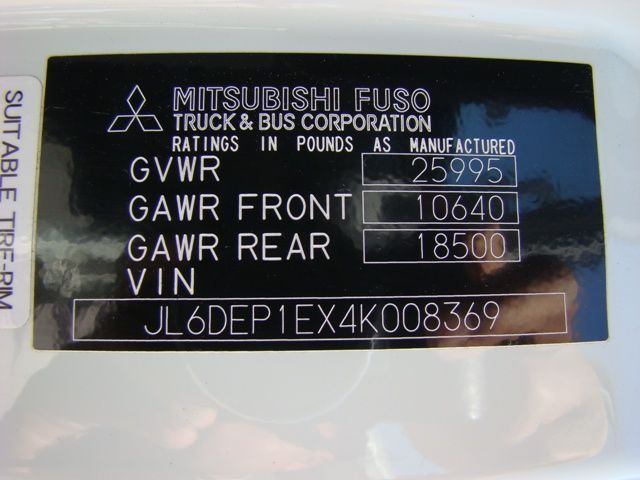 MITSUBISHI FUSO
TRUCK & BUS CORPORATION
RATINGS IN POUNDS AS MANUFACTURED
GVWR 25995
GAWR FRONT 10640
GAWR REAR 18500
VIN
JL6DEP1EX4K008369
SUITABLE TIRE-RIM